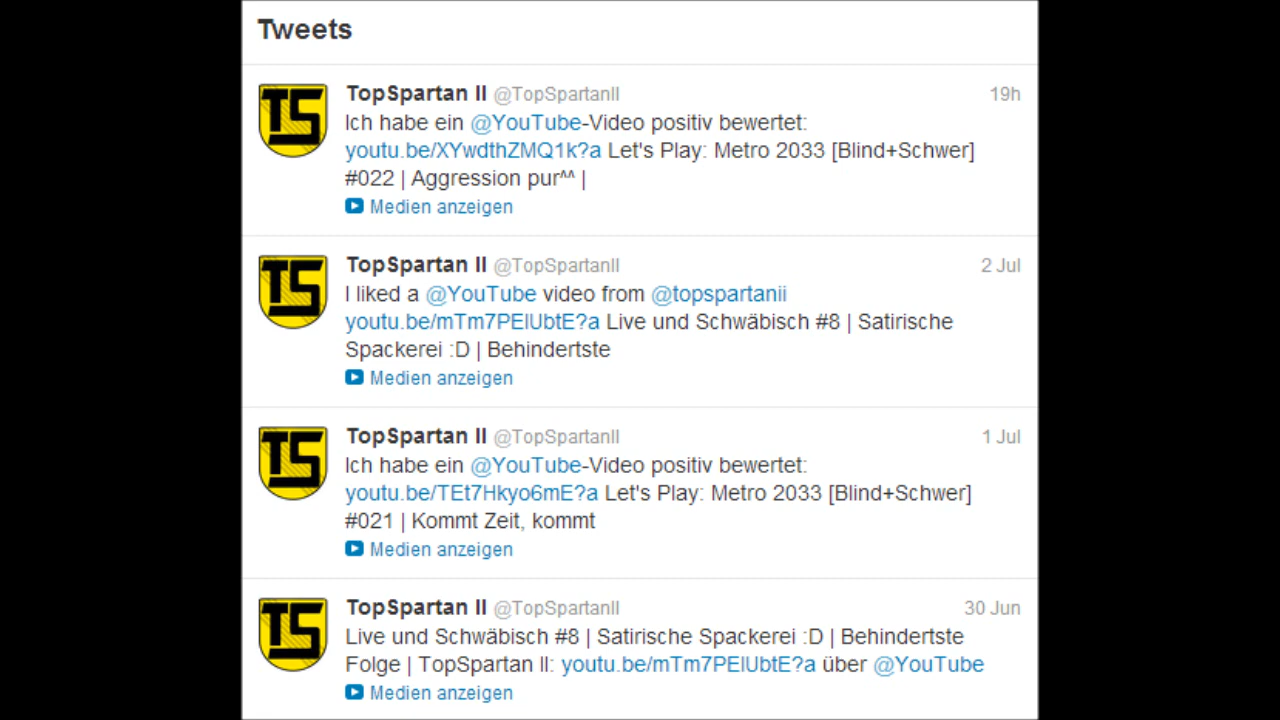 Tweets
TS
TopSpartan II @TopSpartanII 19h
Ich habe ein @YouTube-Video positiv bewertet:
youtu.be/XYwdthZMQ1k?a Let's Play: Metro 2033 [Blind+Schwer]
#022 | Aggression pur^^ |
Medien anzeigen
TS
TopSpartan II @TopSpartanII 2 Jul
I liked a @YouTube video from @topspartanii
youtu.be/mTm7PElUbtE?a Live und Schwäbisch #8 | Satirische
Spackerei :D | Behindertste
Medien anzeigen
TS
TopSpartan II @TopSpartanII 1 Jul
Ich habe ein @YouTube-Video positiv bewertet:
youtu.be/TEt7Hkyo6mE?a Let's Play: Metro 2033 [Blind+Schwer]
#021 | Kommt Zeit, kommt
Medien anzeigen
TS
TopSpartan II @TopSpartanII 30 Jun
Live und Schwäbisch #8 | Satirische Spackerei :D | Behindertste
Folge | TopSpartan II: youtu.be/mTm7PElUbtE?a über @YouTube
Medien anzeigen